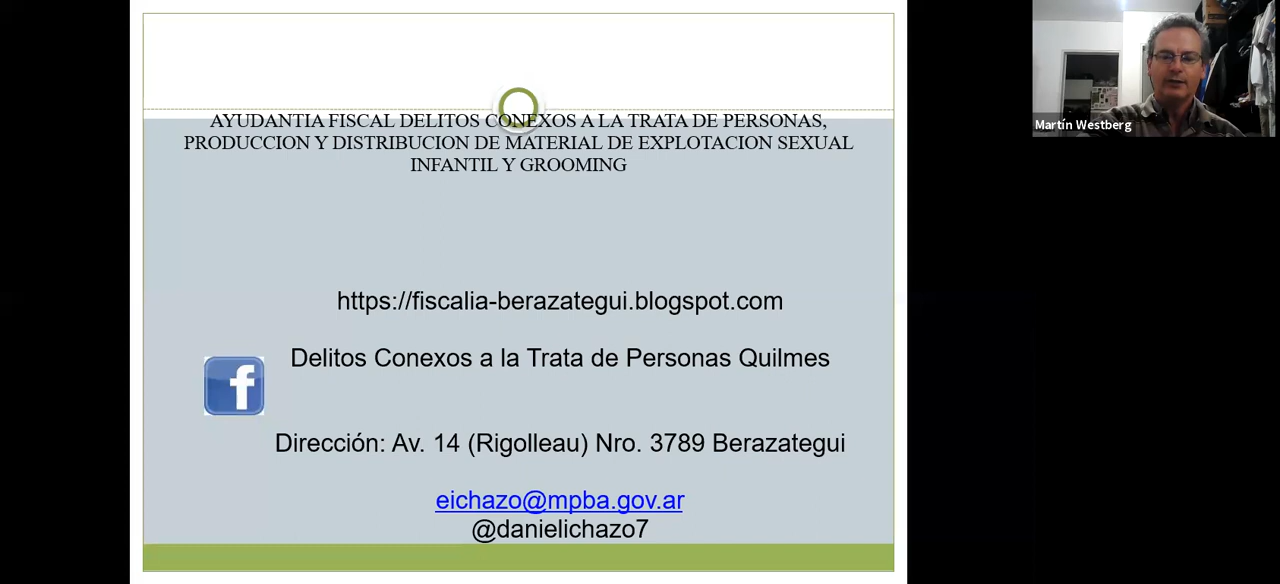 AYUDANTIA FISCAL DELITOS CONEXOS A LA TRATA DE PERSONAS,
PRODUCCION Y DISTRIBUCION DE MATERIAL DE EXPLOTACION SEXUAL
INFANTIL Y GROOMING
https://fiscalia-berazategui.blogspot.com
Delitos Conexos a la Trata de Personas Quilmes
Dirección: Av. 14 (Rigolleau) Nro. 3789 Berazategui
eichazo@mpba.gov.ar
@danielichazo7
Martín Westberg